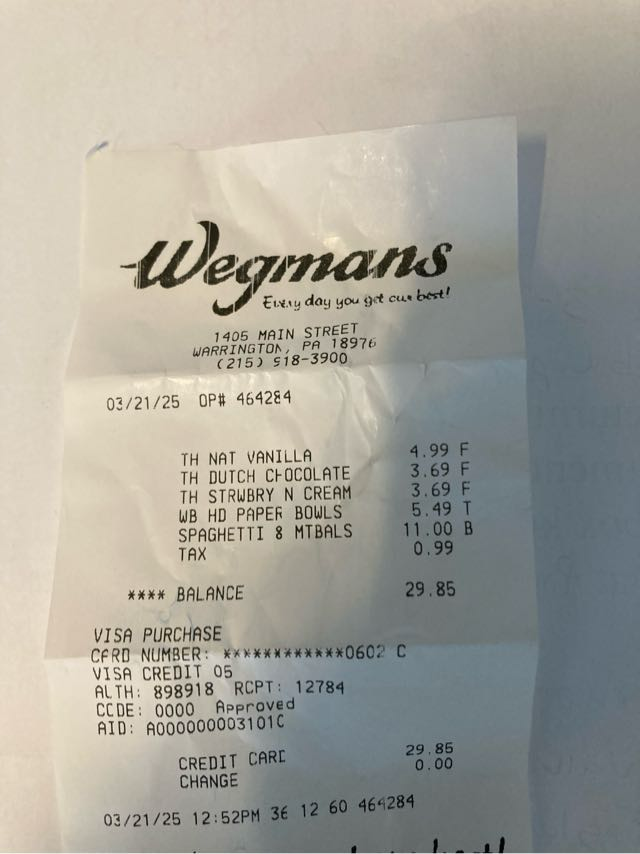 Wegmans
Every day you get our best!
1405 MAIN STREET
WARRINGTON, PA 18976
(215) 918-3900
03/21/25 OP# 464284
TH NAT VANILLA 4.99 F
TH DUTCH CHOCOLATE 3.69 F
TH STRWBRY N CREAM 3.69 F
WB HD PAPER BOWLS 5.49 T
SPAGHETTI & MTBALS 11.00 B
TAX 0.99
**** BALANCE 29.85
VISA PURCHASE
CARD NUMBER: ************0602 C
VISA CREDIT 05
AUTH: 898918 RCPT: 12784
CODE: 0000 Approved
AID: A0000000031010
CREDIT CARD 29.85
CHANGE 0.00
03/21/25 12:52PM 36 12 60 464284